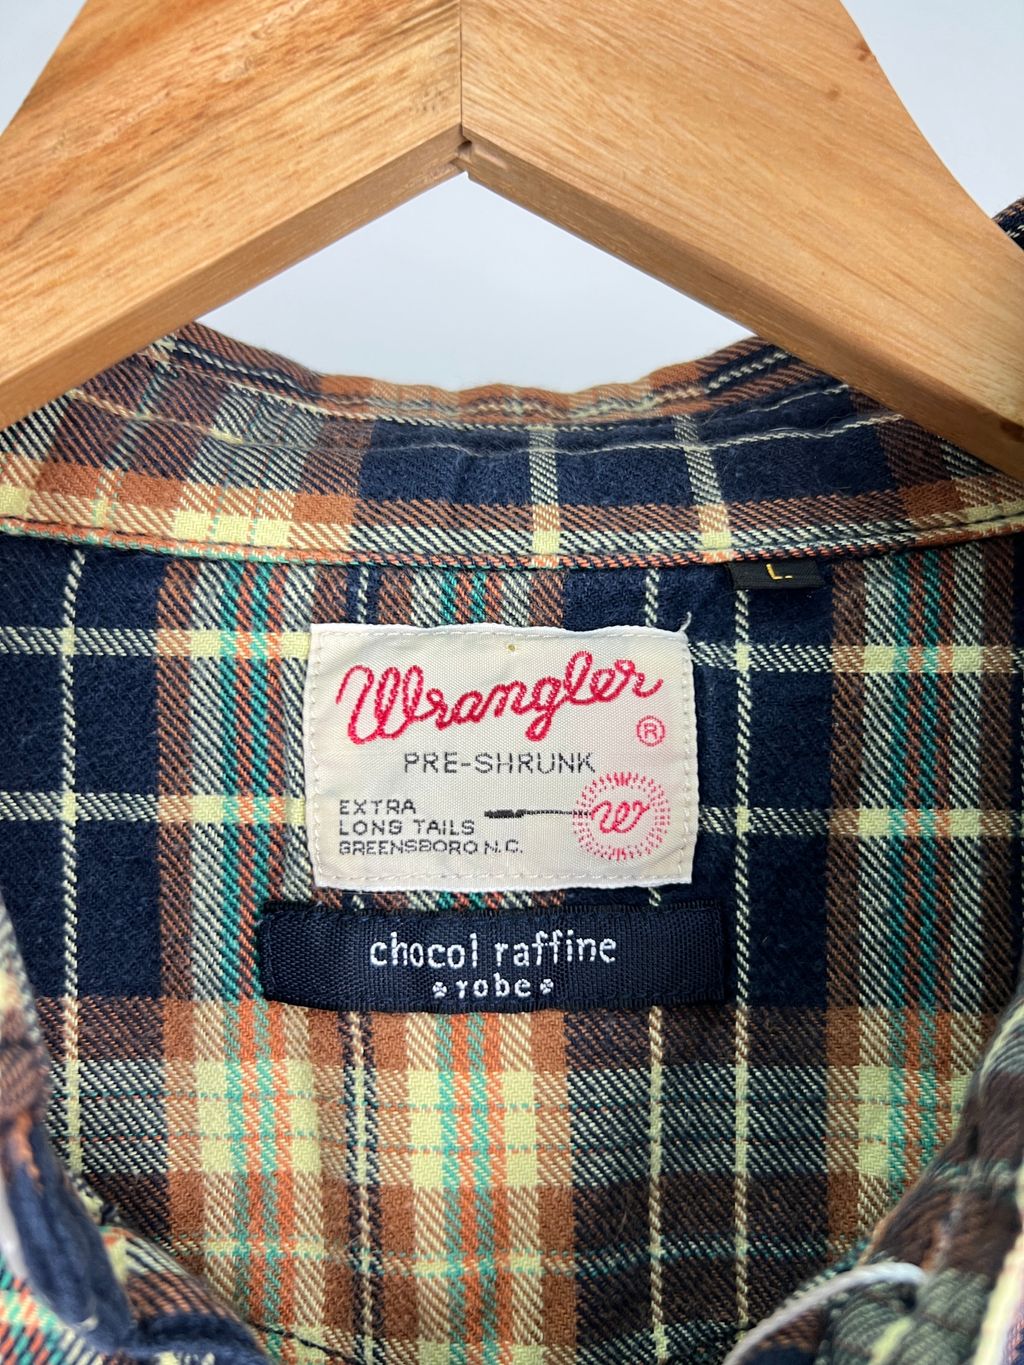 L.
Wrangler
®
PRE-SHRUNK
EXTRA
LONG TAILS
GREENSBORO N.C.
W
chocol raffine
robe